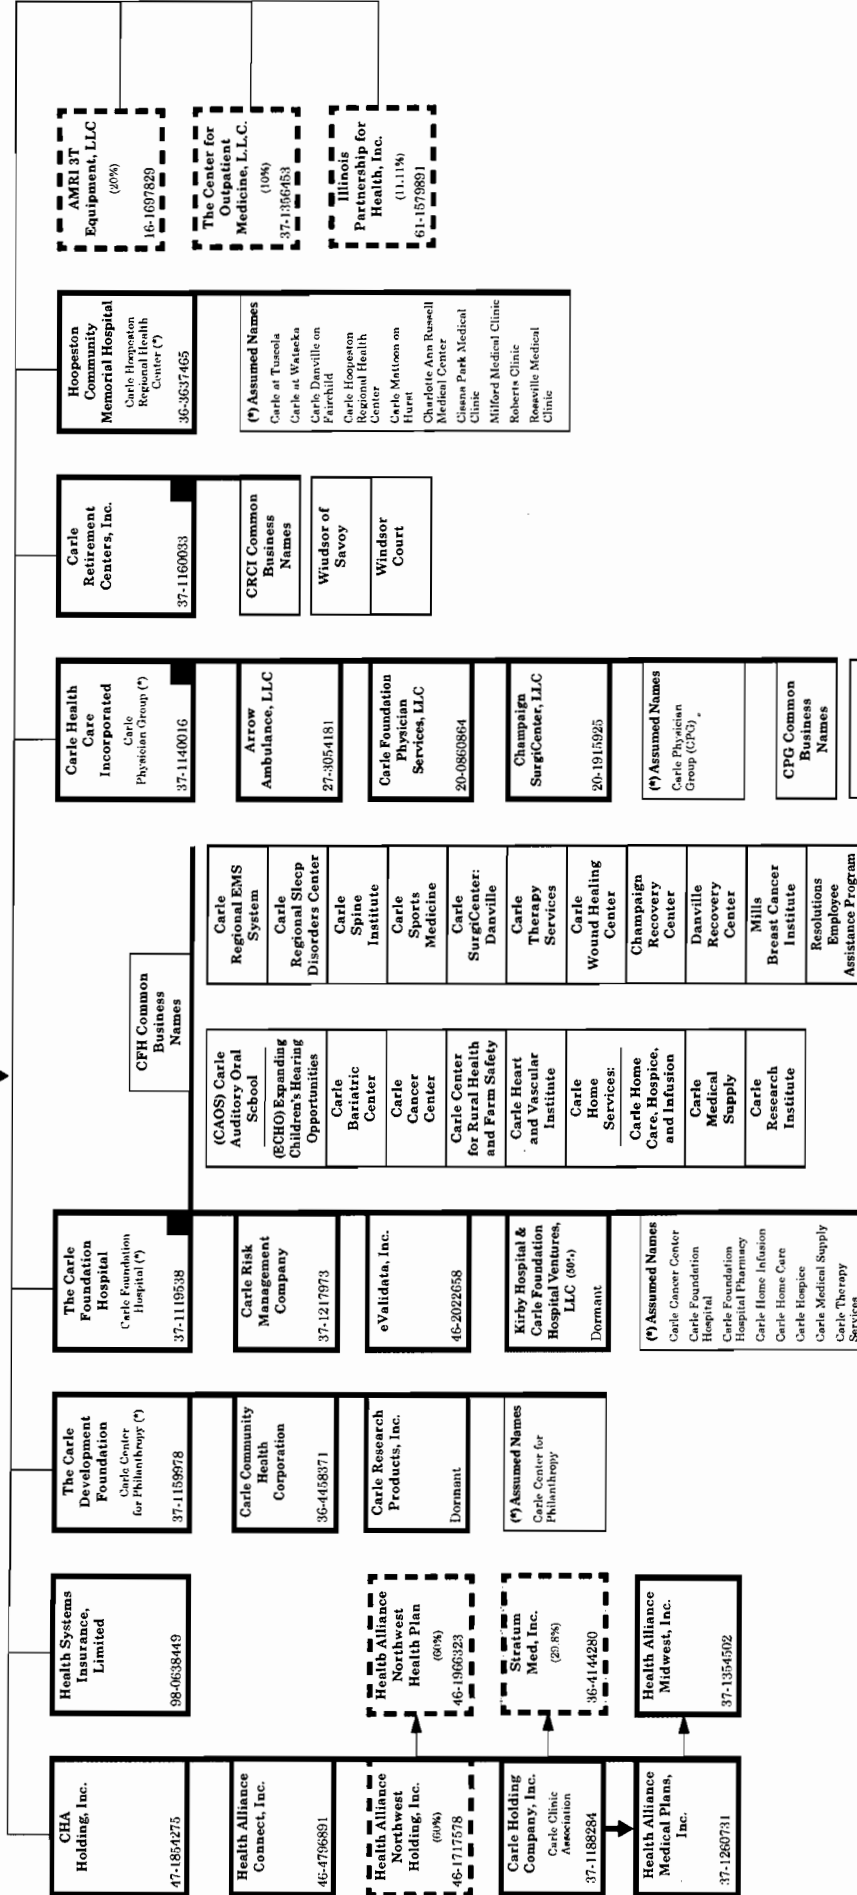 CHA
Holding, Inc.
47-1854275
Health Alliance
Connect, Inc.
46-4796891
Health Alliance
Northwest
Holding, Inc.
(60%)
46-1717578
Carle Holding
Company, Inc.
Carle Clinic
Association
37-1188284
Health Alliance
Medical Plans,
Inc.
37-1260731
Health Systems
Insurance,
Limited
98-0638449
Health Alliance
Northwest
Health Plan
(60%)
46-1966323
Stratum
Med, Inc.
(29.8%)
36-4144280
Health Alliance
Midwest, Inc.
37-1354502
The Carle
Development
Foundation
Carle Center
for Philanthropy (*)
37-1159978
Carle Community
Health
Corporation
36-4458371
Carle Research
Products, Inc.
Dormant
(*) Assumed Names
Carle Center for
Philanthropy
The Carle
Foundation
Hospital
Carle Foundation
Hospital (*)
37-1119538
Carle Risk
Management
Company
37-1217973
eValidata, Inc.
46-2022658
Kirby Hospital &
Carle Foundation
Hospital Ventures,
LLC (50%)
Dormant
(*) Assumed Names
Carle Cancer Center
Carle Foundation
Hospital
Carle Foundation
Hospital Pharmacy
Carle Home Infusion
Carle Home Care
Carle Hospice
Carle Medical Supply
Carle Therapy
Services
CFH Common
Business
Names
(CAOS) Carle
Auditory Oral
School
(ECHO) Expanding
Children's Hearing
Opportunities
Carle
Bariatric
Center
Carle
Cancer
Center
Carle Center
for Rural Health
and Farm Safety
Carle Heart
and Vascular
Institute
Carle
Home
Services:
Carle Home
Care, Hospice,
and Infusion
Carle
Medical
Supply
Carle
Research
Institute
Carle
Regional EMS
System
Carle
Regional Sleep
Disorders Center
Carle
Spine
Institute
Carle
Sports
Medicine
Carle
SurgiCenter:
Danville
Carle
Therapy
Services
Carle
Wound Healing
Center
Champaign
Recovery
Center
Danville
Recovery
Center
Mills
Breast Cancer
Institute
Resolutions
Employee
Assistance Program
Carle Health
Care
Incorporated
Carle
Physician Group (*)
37-1140016
Arrow
Ambulance, LLC
27-3054181
Carle Foundation
Physician
Services, LLC
20-0860864
Champaign
SurgiCenter, LLC
20-1915925
(*) Assumed Names
Carle Physician
Group (CPG)
CPG Common
Business
Names
Carle
Retirement
Centers, Inc.
37-1160033
CRCI Common
Business
Names
Windsor of
Savoy
Windsor
Court
Hoopeston
Community
Memorial Hospital
Carle Hoopeston
Regional Health
Center (*)
36-3637465
(*) Assumed Names
Carle at Tuscola
Carle at Watseka
Carle Danville on
Fairchild
Carle Hoopeston
Regional Health
Center
Carle Mattoon on
Hurst
Charlotte Ann Russell
Medical Center
Cissna Park Medical
Clinic
Milford Medical Clinic
Roberts Clinic
Rossville Medical
Clinic
AMRI 3T
Equipment, LLC
(20%)
16-1697829
The Center for
Outpatient
Medicine, L.L.C.
(10%)
37-1356453
Illinois
Partnership for
Health, Inc.
(11.11%)
61-1579891